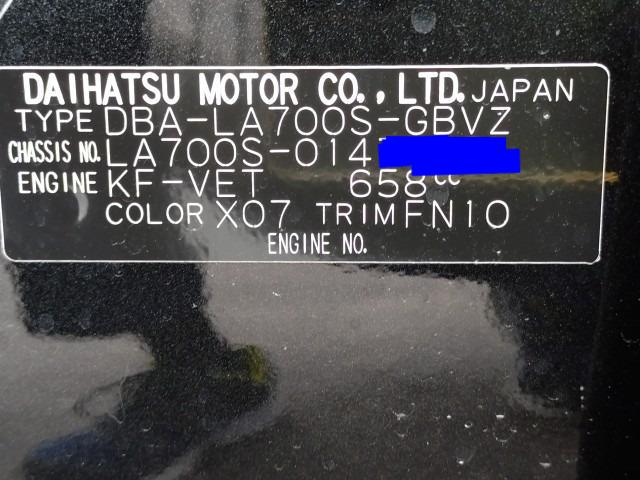 DAIHATSU MOTOR CO., LTD. JAPAN
TYPE DBA-LA700S-GBVZ
CHASSIS NO. LA700S-014
ENGINE KF-VET 658cc
COLOR X07 TRIM FN10
ENGINE NO.